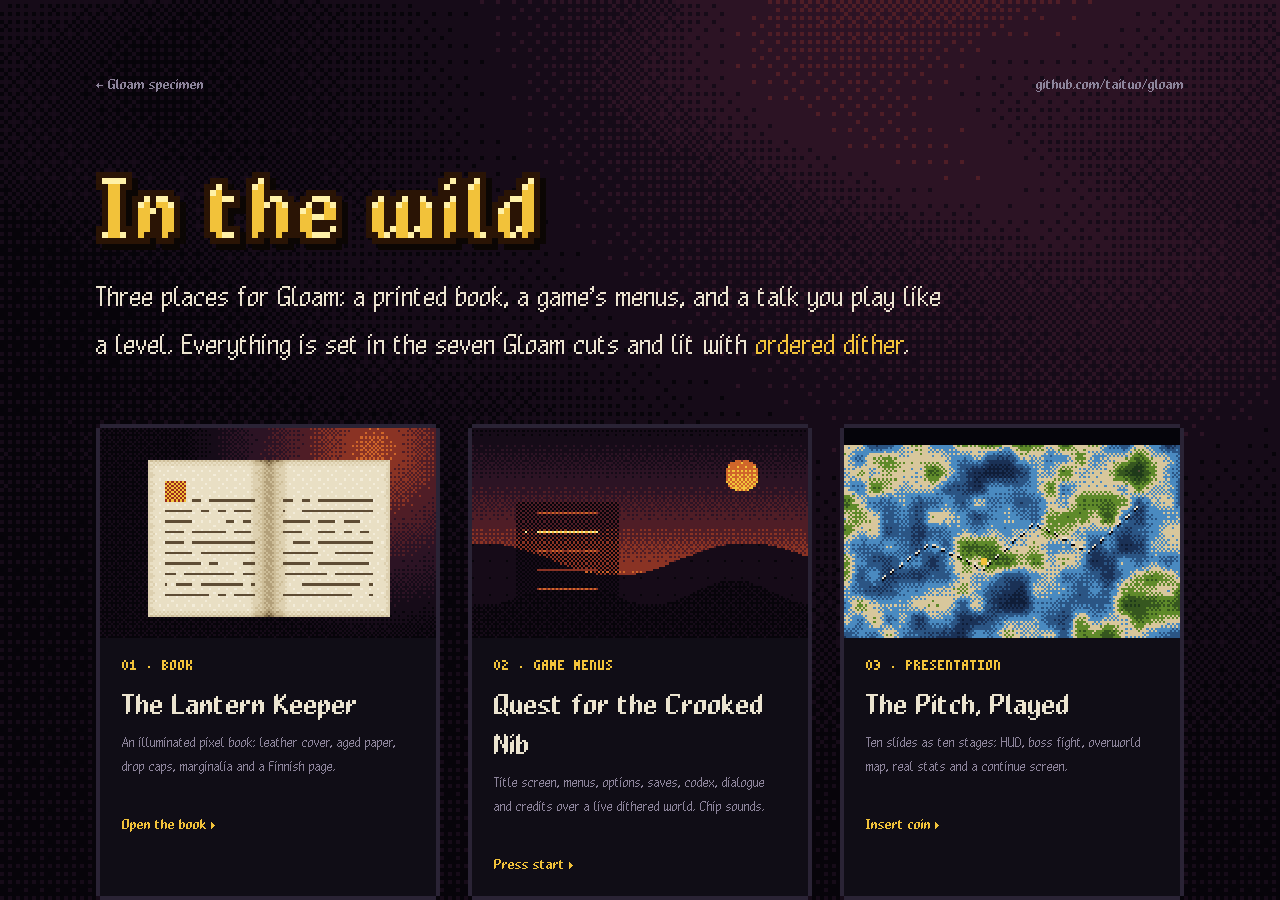 ← Gloam specimen
github.com/taituo/gloam
In the wild
Three places for Gloam: a printed book, a game's menus, and a talk you play like
a level. Everything is set in the seven Gloam cuts and lit with ordered dither.
01 · BOOK
The Lantern Keeper
An illuminated pixel book: leather cover, aged paper,
drop caps, marginalia and a Finnish page.
Open the book ▸
02 · GAME MENUS
Quest for the Crooked
Nib
Title screen, menus, options, saves, codex, dialogue
and credits over a live dithered world. Chip sounds.
Press start ▸
03 · PRESENTATION
The Pitch, Played
Ten slides as ten stages: HUD, boss fight, overworld
map, real stats and a continue screen.
Insert coin ▸